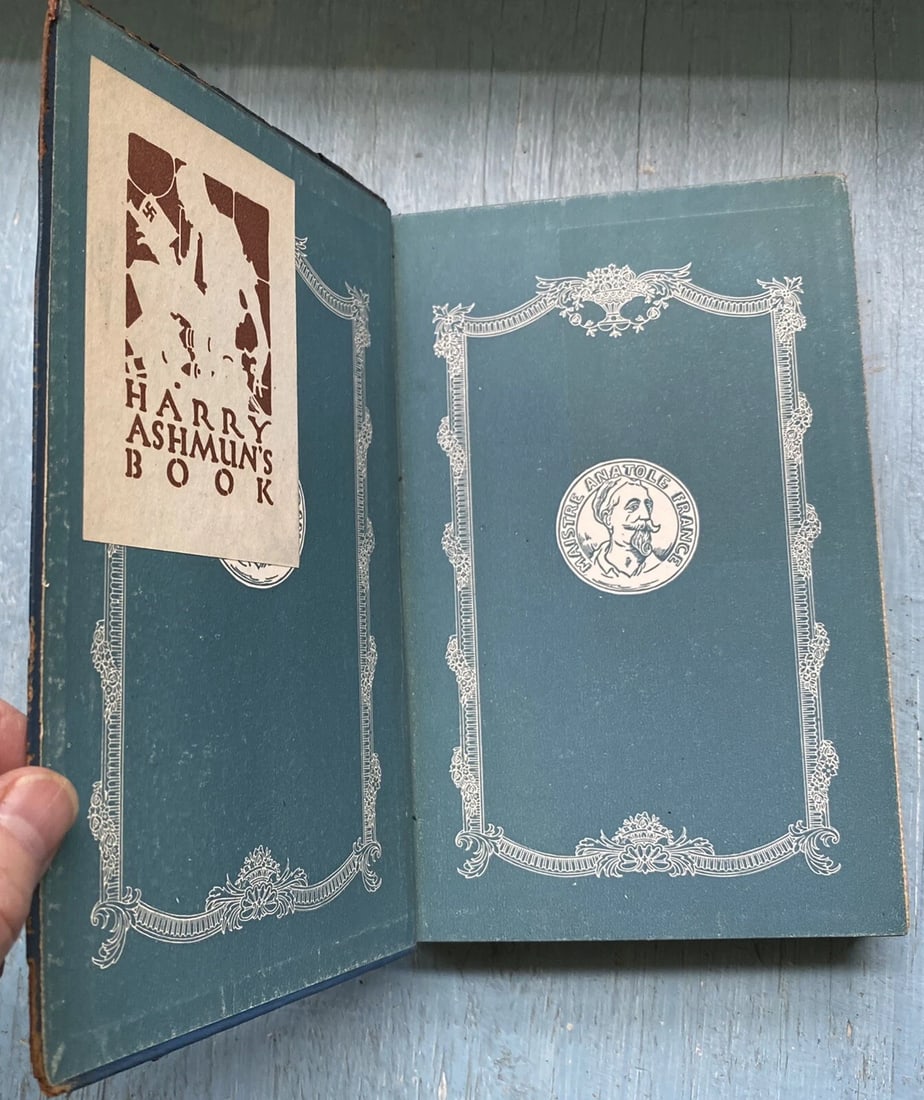 HARRY
ASHMUN'S
BOOK
MAISTRE ANATOLE FRANCE